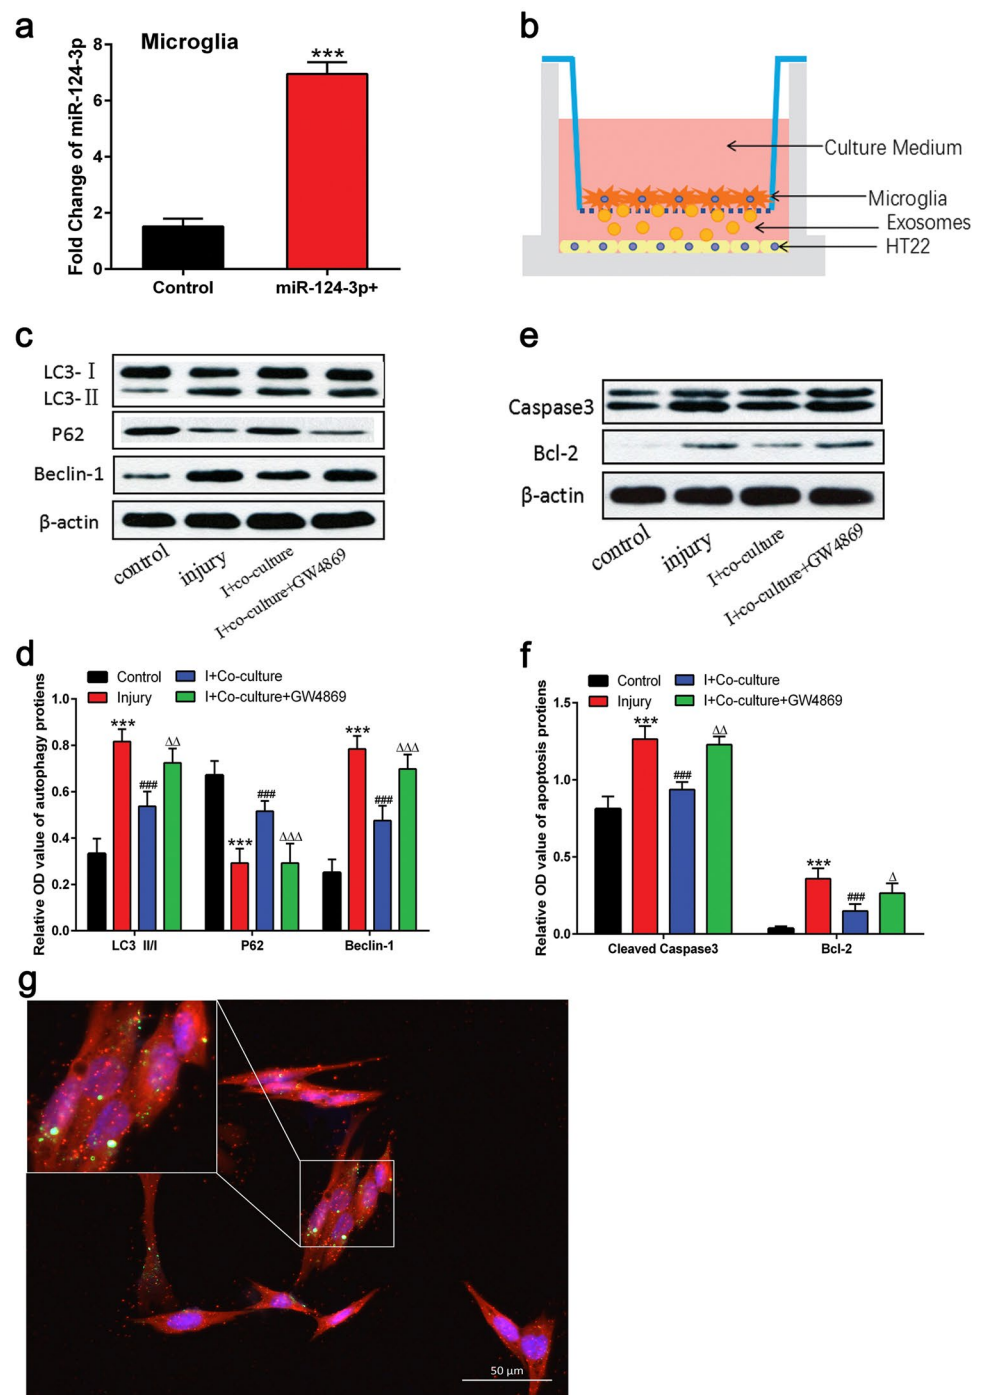 a
Microglia
Fold Change of miR-124-3p
8
6
4
2
0
***
Control
miR-124-3p+
b
Culture Medium
Microglia
Exosomes
HT22
c
LC3- Ⅰ
LC3-Ⅱ
P62
Beclin-1
β-actin
control
injury
I+co-culture
I+co-culture+GW4869
e
Caspase3
Bcl-2
β-actin
control
injury
I+co-culture
I+co-culture+GW4869
d
Control
I+Co-culture
Injury
I+Co-culture+GW4869
Relative OD value of autophagy protiens
1.0
0.8
0.6
0.4
0.2
0.0
***
###
ΔΔ
***
###
ΔΔΔ
***
###
ΔΔΔ
LC3 II/I
P62
Beclin-1
f
Control
I+Co-culture
Injury
I+Co-culture+GW4869
Relative OD value of apoptosis protiens
1.5
1.0
0.5
0.0
***
###
ΔΔ
***
###
Δ
Cleaved Caspase3
Bcl-2
g
50 μm